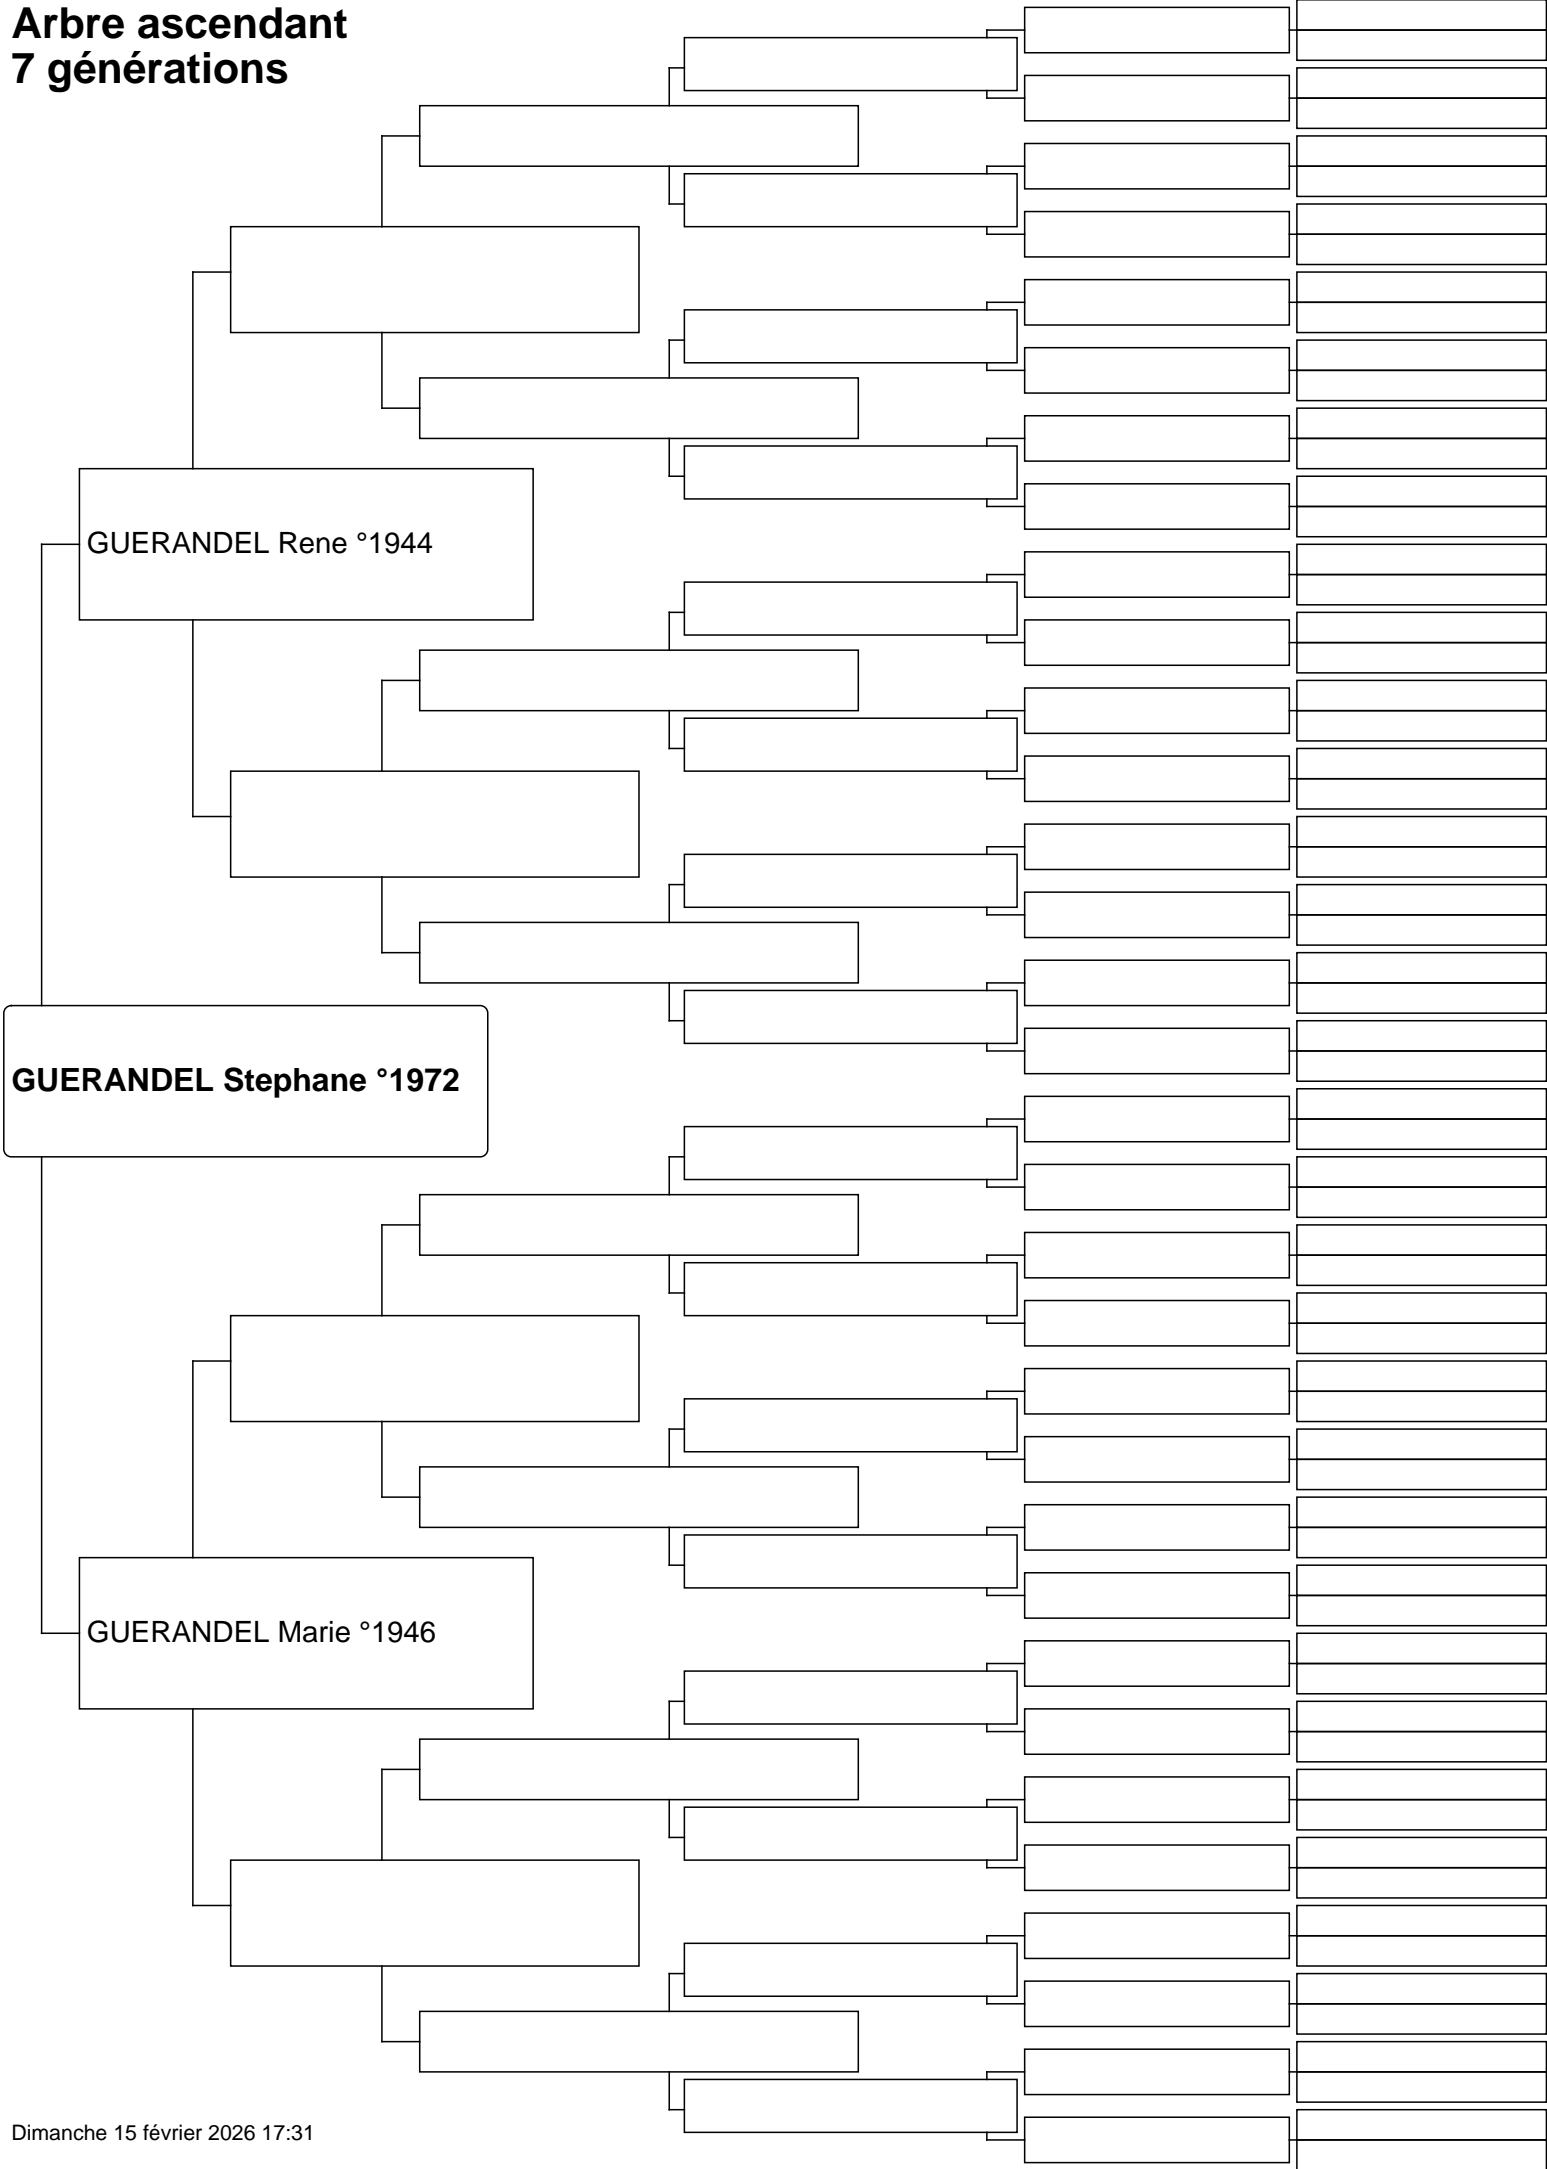 Arbre ascendant
7 générations
GUERANDEL Rene °1944
GUERANDEL Stephane °1972
GUERANDEL Marie °1946
Dimanche 15 février 2026 17:31